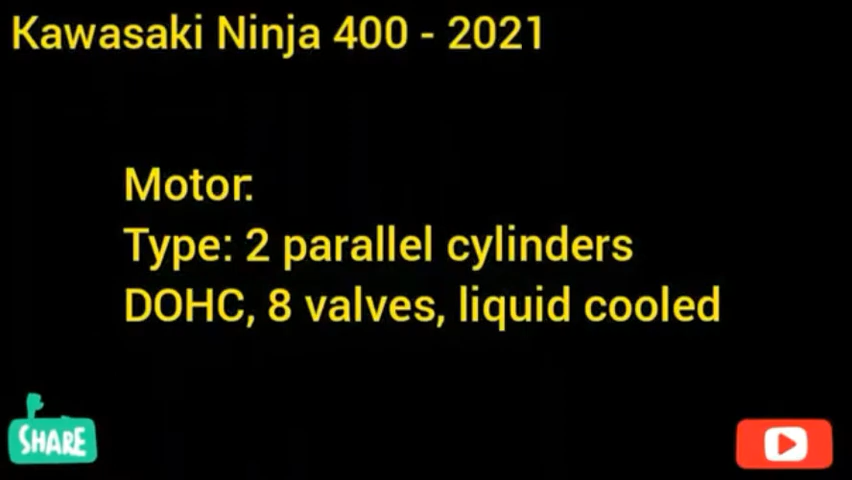 Kawasaki Ninja 400 - 2021
Motor:
Type: 2 parallel cylinders
DOHC, 8 valves, liquid cooled
SHARE